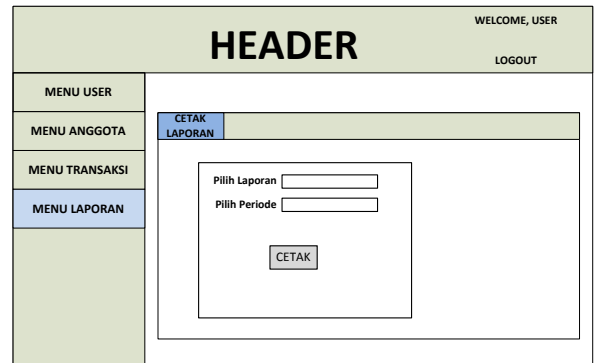 HEADER
WELCOME, USER
LOGOUT
MENU USER
MENU ANGGOTA
MENU TRANSAKSI
MENU LAPORAN
CETAK
LAPORAN
Pilih Laporan
Pilih Periode
CETAK